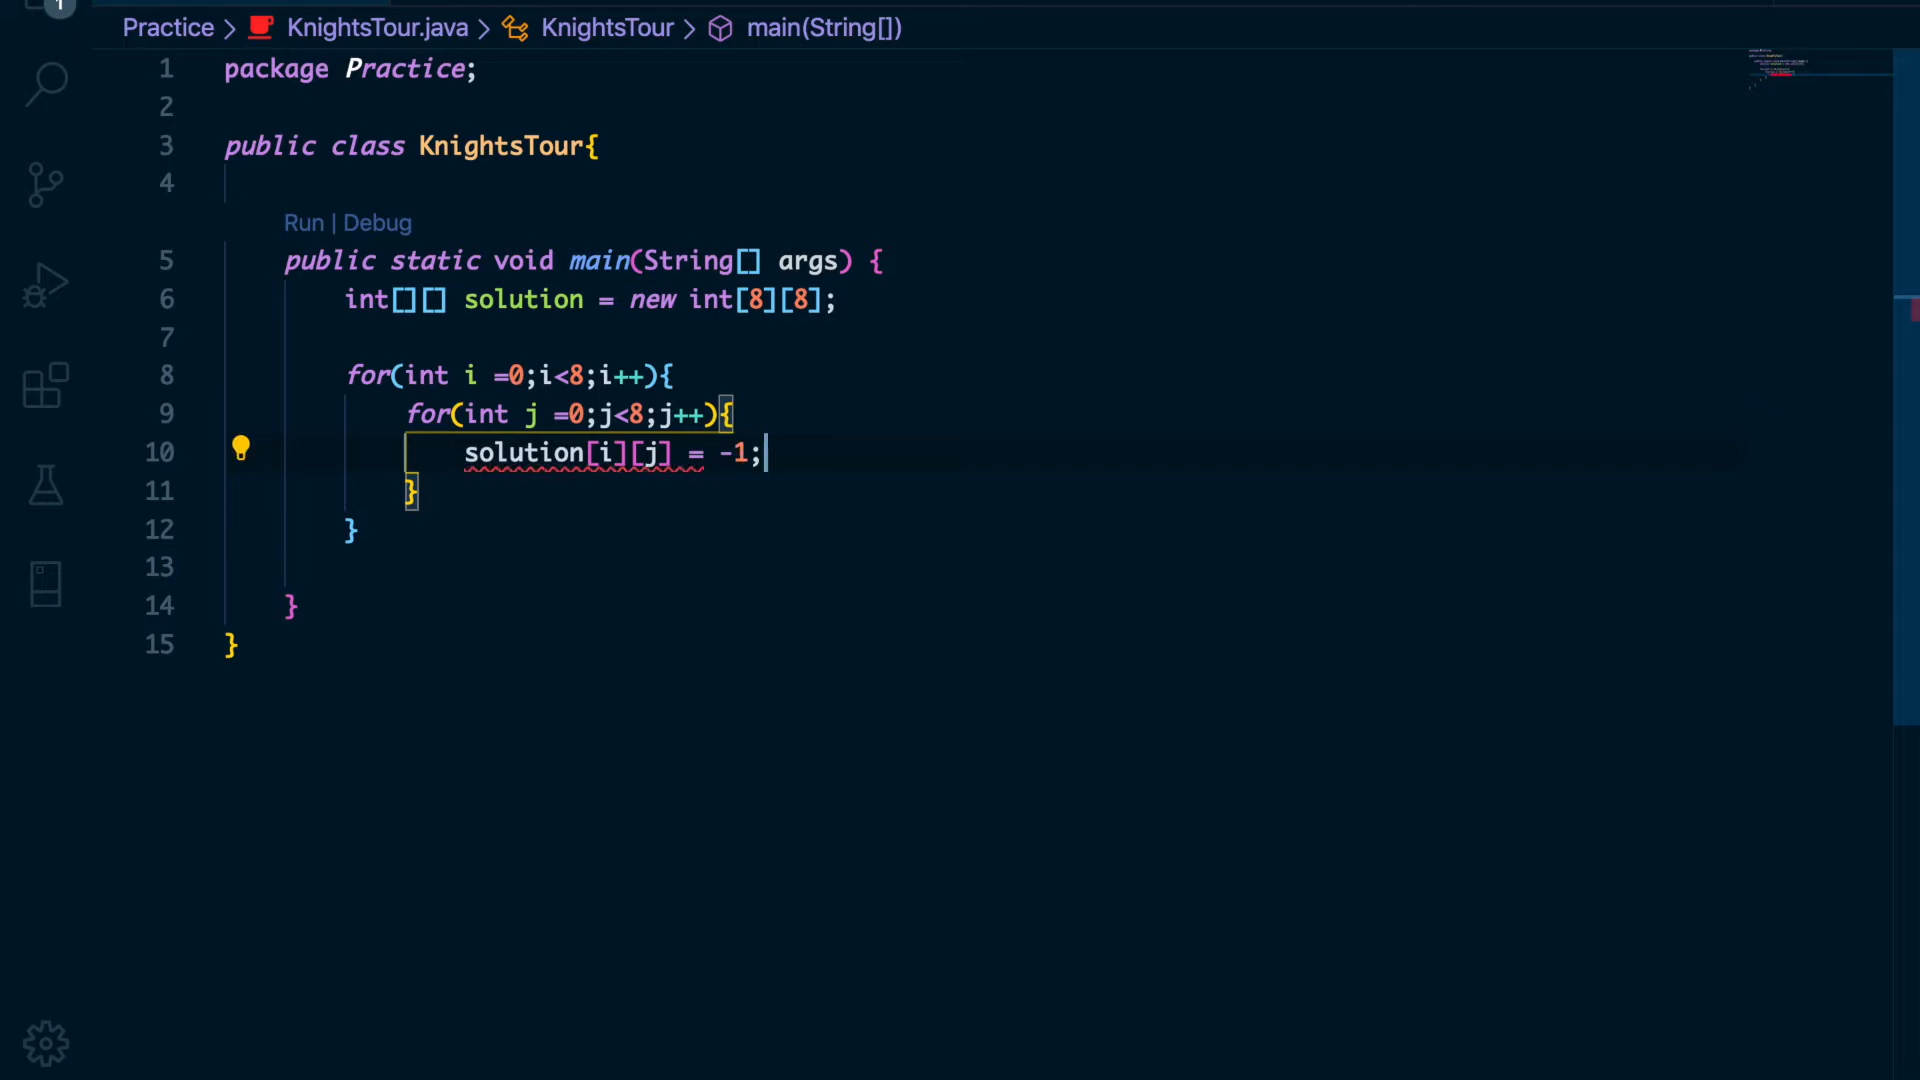 1
Practice > KnightsTour.java > KnightsTour > main(String[])
1 package Practice;
2
3 public class KnightsTour{
4
Run | Debug
5 public static void main(String[] args) {
6 int[][] solution = new int[8][8];
7
8 for(int i =0;i<8;i++){
9 for(int j =0;j<8;j++){
10 solution[i][j] = -1;
11 }
12 }
13
14 }
15 }